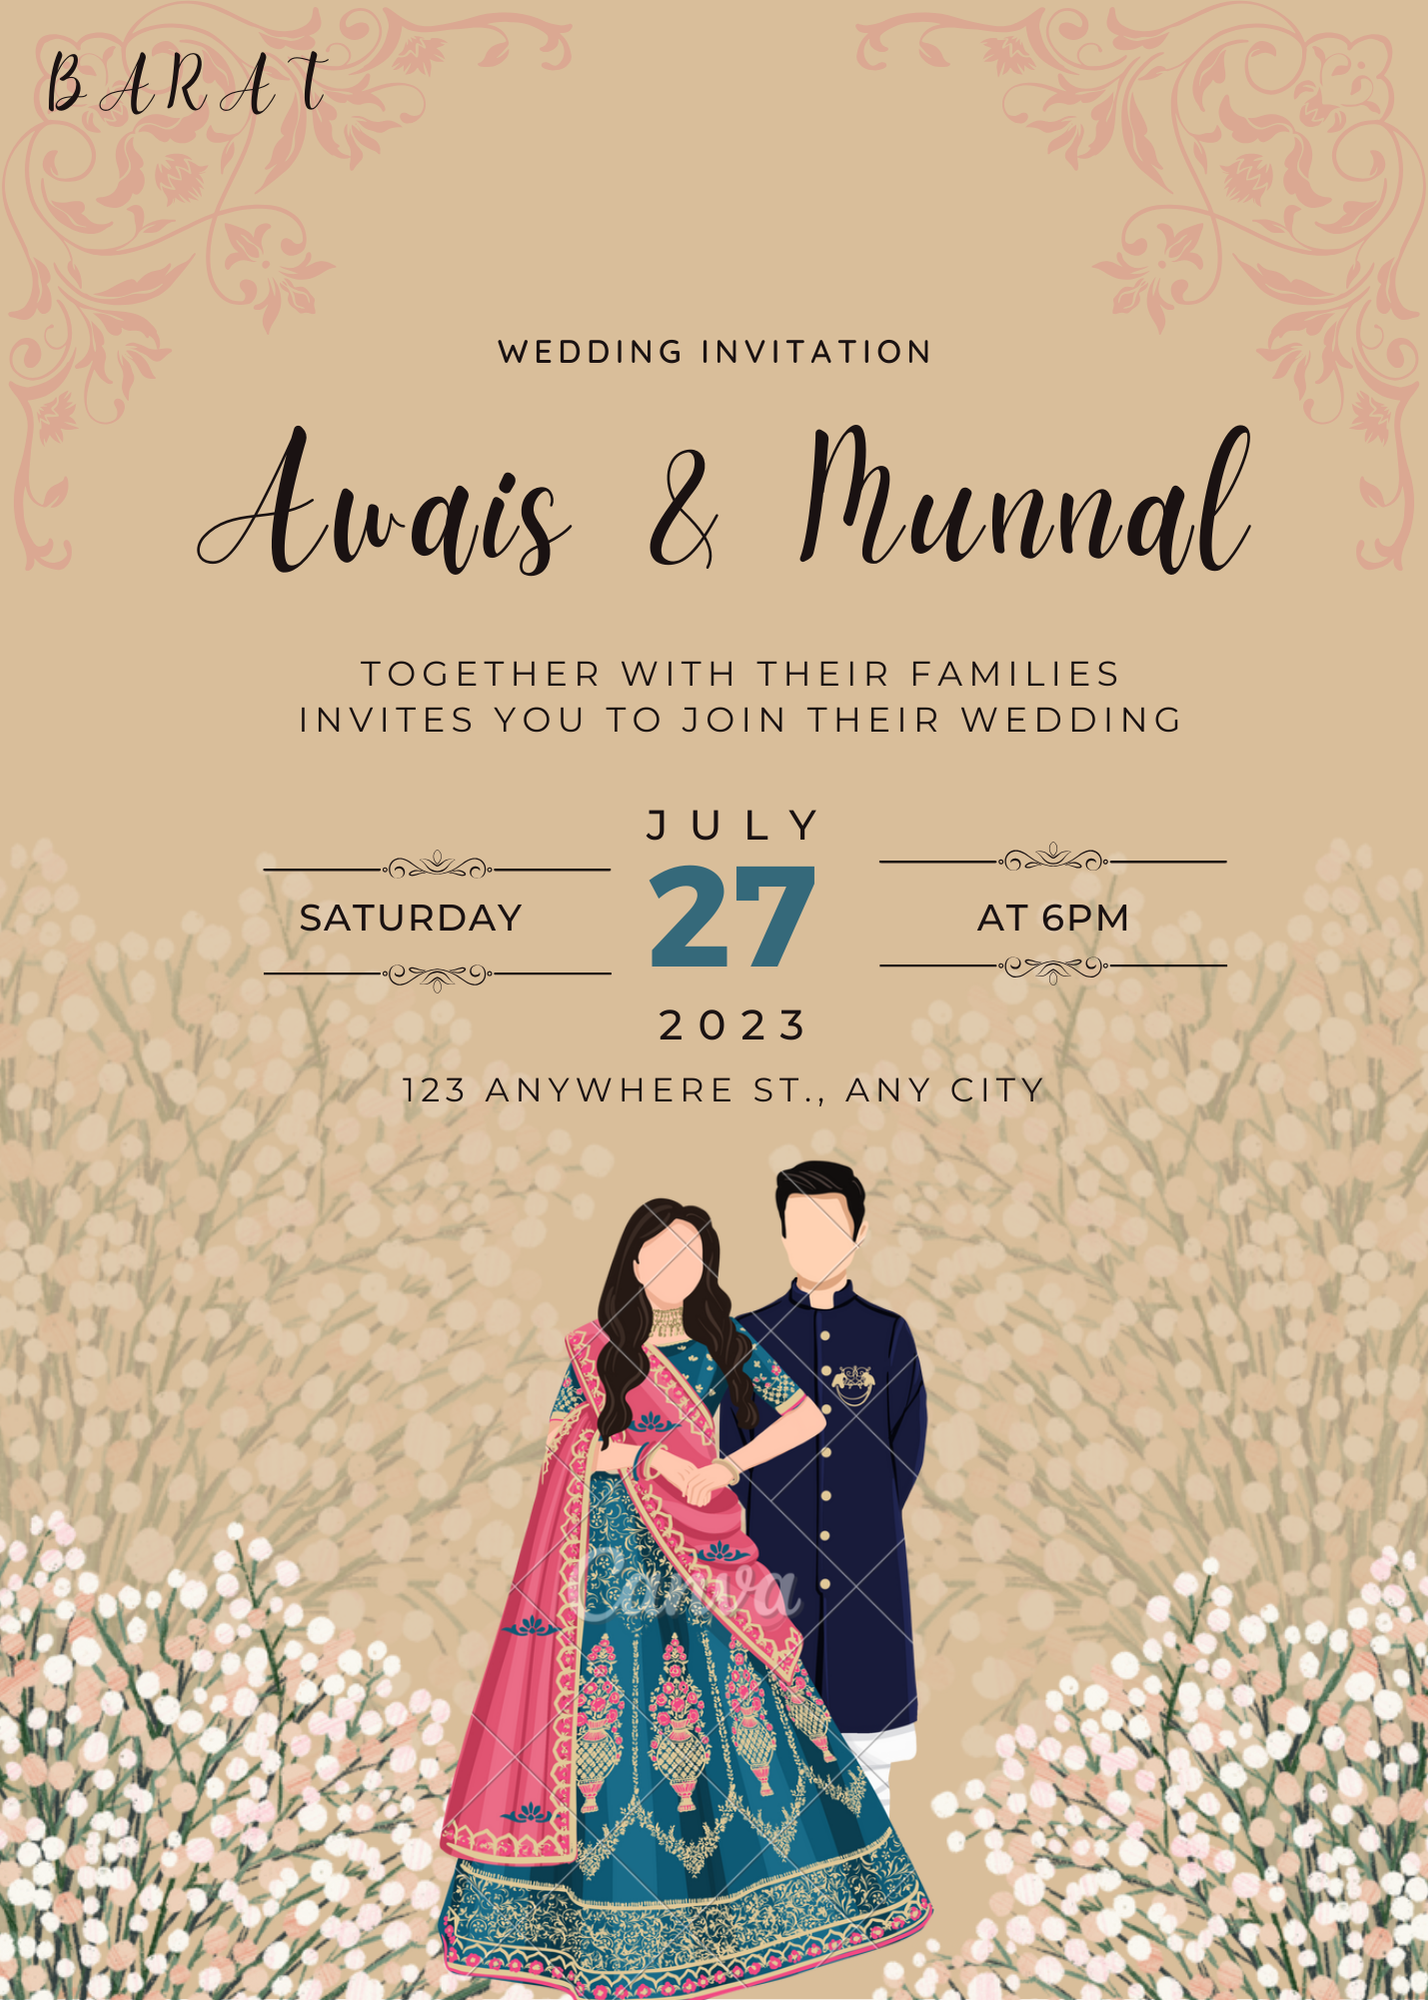 BARAT
WEDDING INVITATION
Awais & Munnal
TOGETHER WITH THEIR FAMILIES
INVITES YOU TO JOIN THEIR WEDDING
JULY
SATURDAY 27 AT 6PM
2023
123 ANYWHERE ST., ANY CITY
Canva